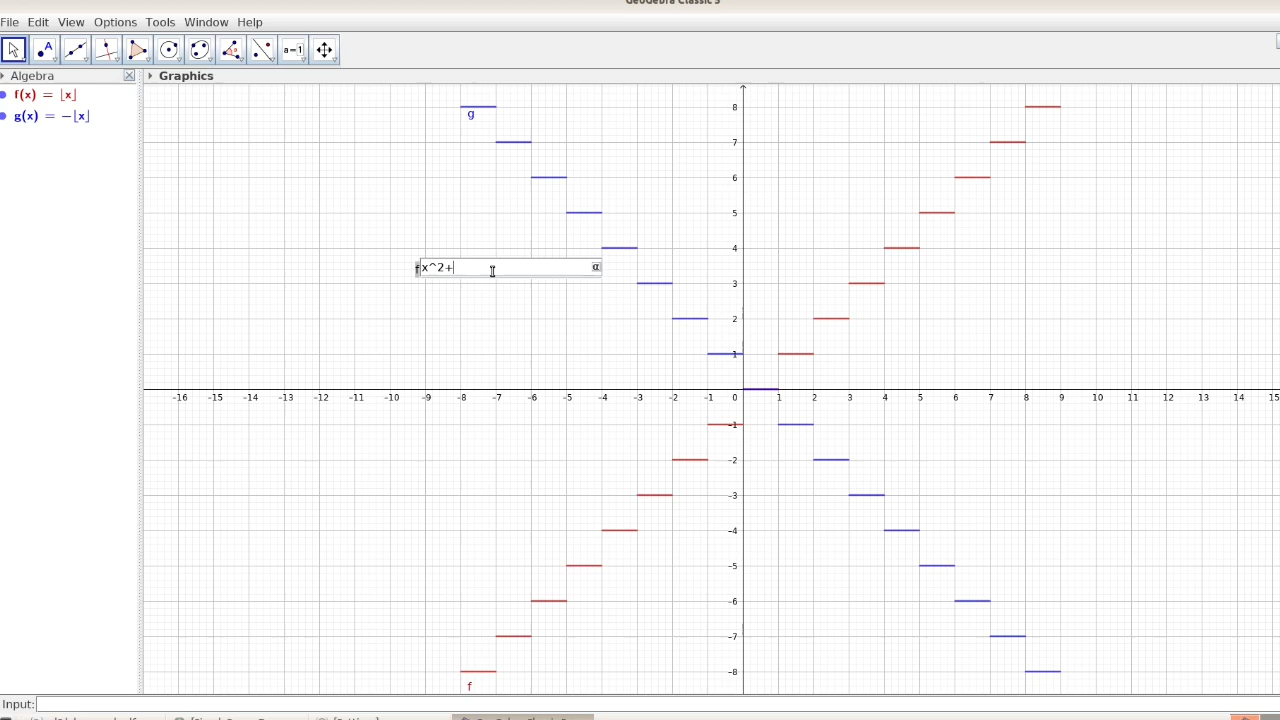 GeoGebra Classic 5
File Edit View Options Tools Window Help
A a=1
Algebra Graphics
f(x) = ⌊x⌋
g(x) = −⌊x⌋
g
f x^2+ α
8
7
6
5
4
3
2
1
-16 -15 -14 -13 -12 -11 -10 -9 -8 -7 -6 -5 -4 -3 -2 -1 0 1 2 3 4 5 6 7 8 9 10 11 12 13 14 15
-1
-2
-3
-4
-5
-6
-7
-8
f
Input: